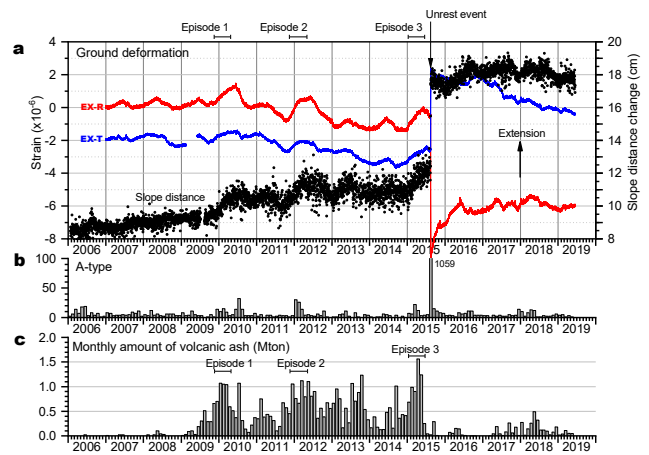 Unrest event
Episode 1 Episode 2 Episode 3
a
Ground deformation
4 2 0 -2 -4 -6 -8
Strain (x10-6)
20 18 16 14 12 10 8
Slope distance change (cm)
EX-R
EX-T
Extension
Slope distance
2006 2007 2008 2009 2010 2011 2012 2013 2014 2015 2016 2017 2018 2019
b
A-type
1059
100 50 0
2006 2007 2008 2009 2010 2011 2012 2013 2014 2015 2016 2017 2018 2019
c
Monthly amount of volcanic ash (Mton)
Episode 1 Episode 2 Episode 3
2.0 1.5 1.0 0.5 0.0
2006 2007 2008 2009 2010 2011 2012 2013 2014 2015 2016 2017 2018 2019